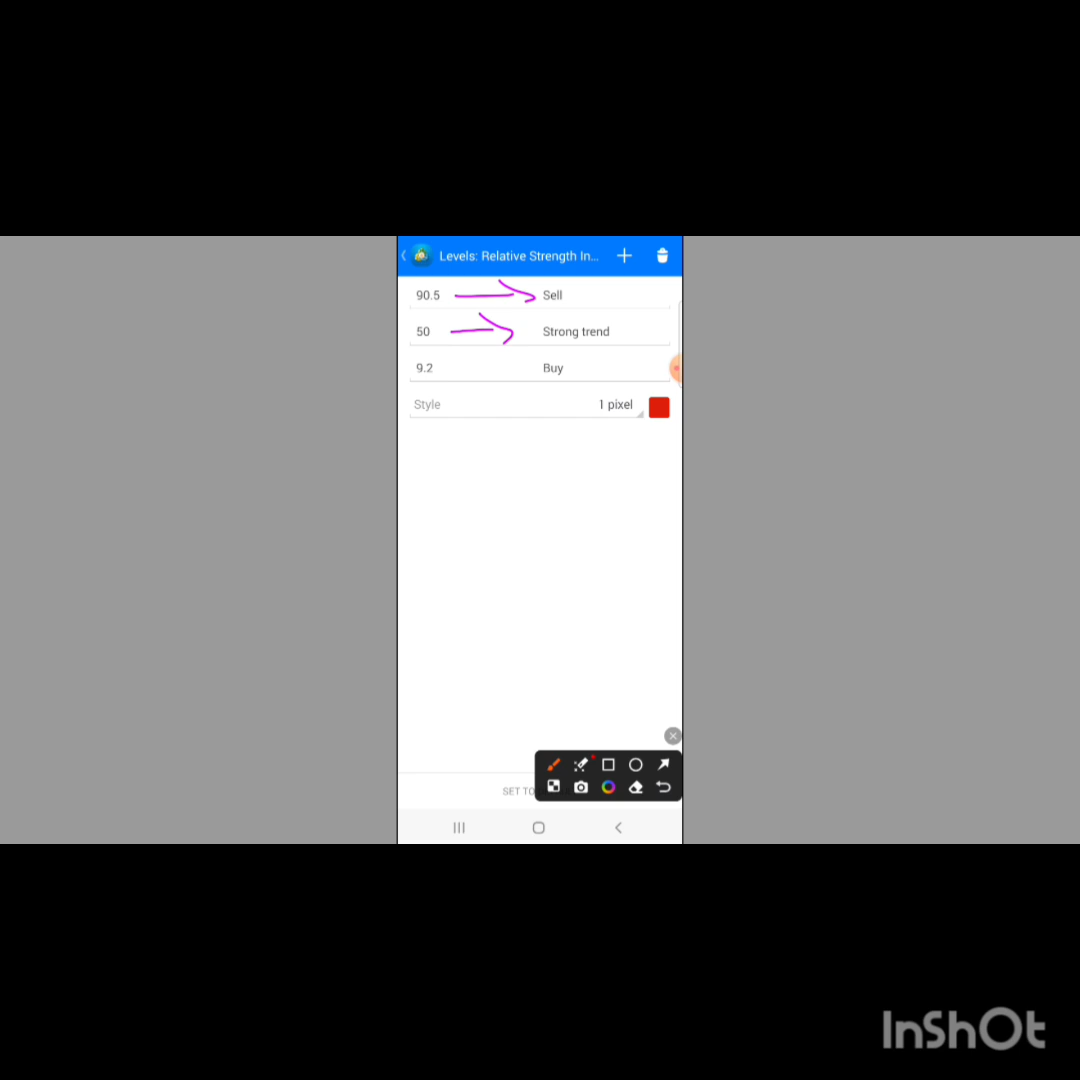 Levels: Relative Strength In...
90.5 Sell
50 Strong trend
9.2 Buy
Style 1 pixel
SET TO
InShOt